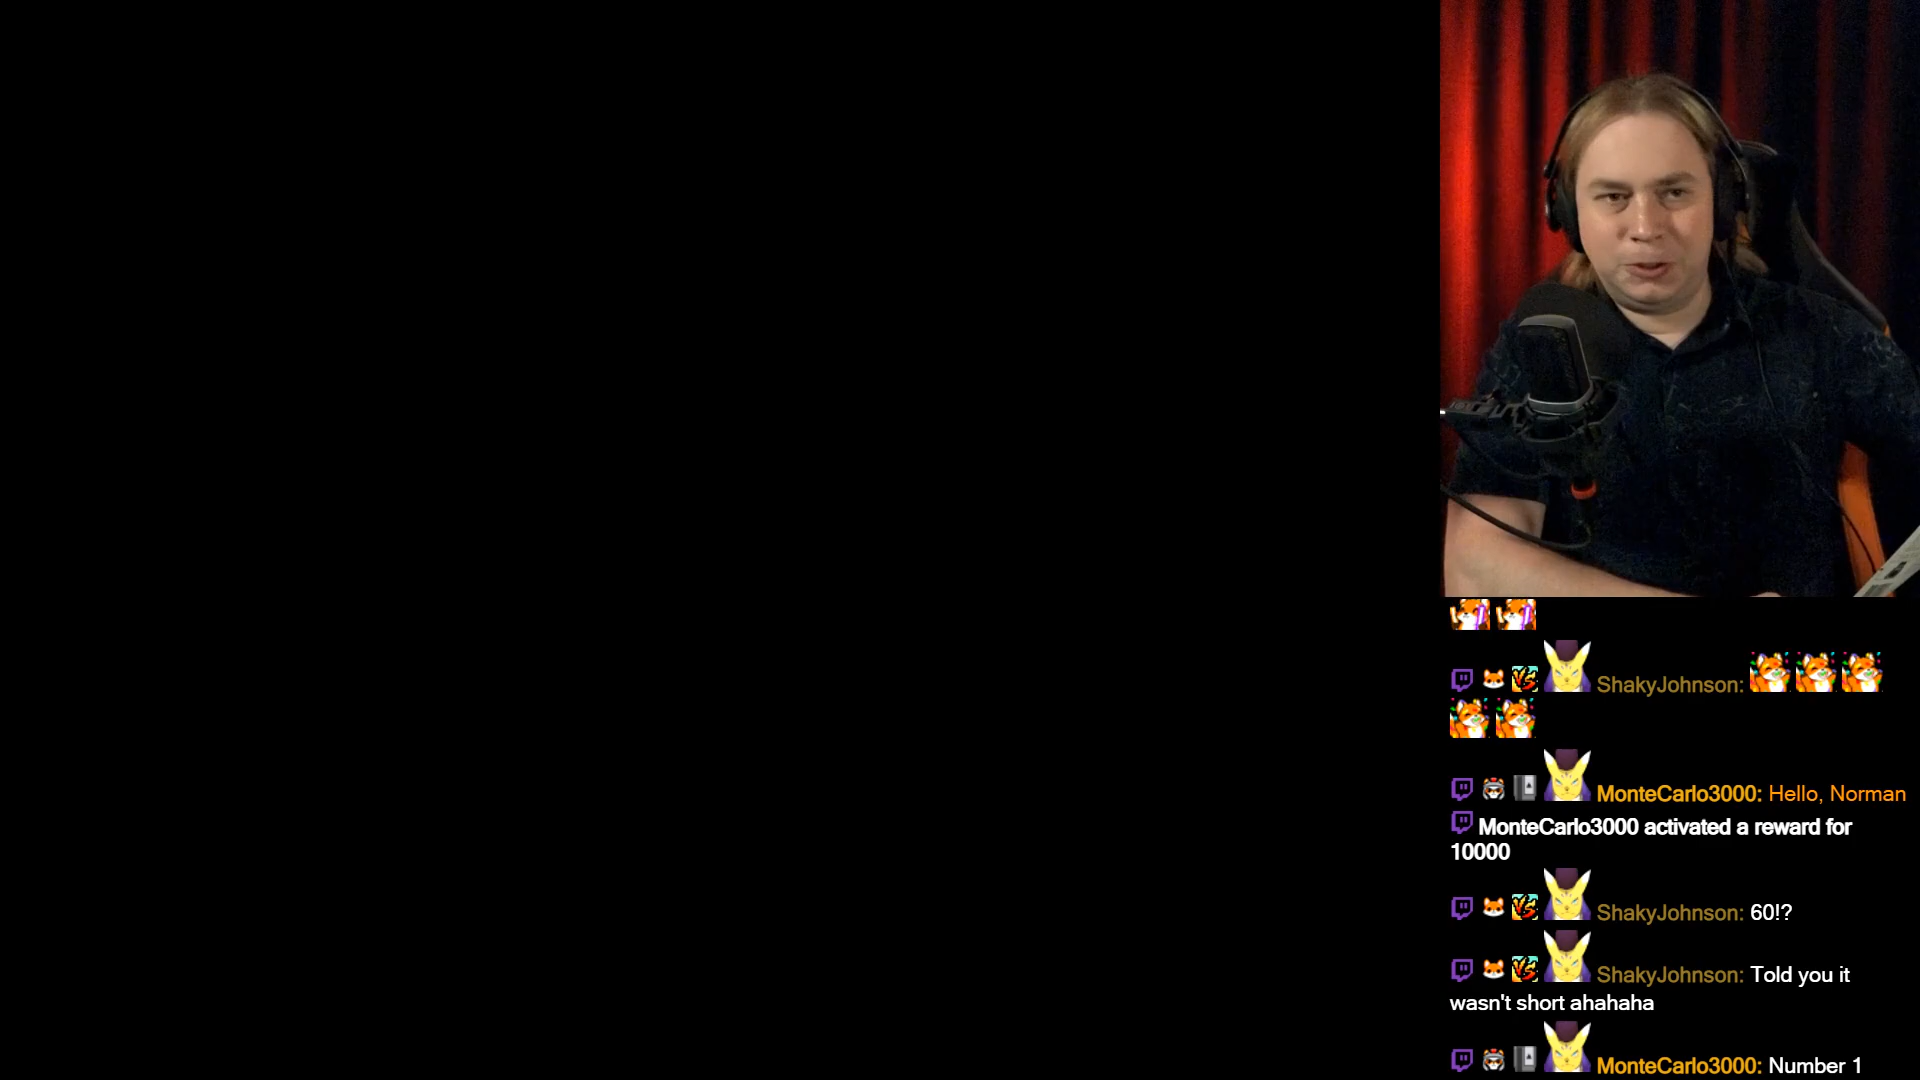 ShakyJohnson:
MonteCarlo3000: Hello, Norman
MonteCarlo3000 activated a reward for
10000
ShakyJohnson: 60!?
ShakyJohnson: Told you it
wasn't short ahahaha
MonteCarlo3000: Number 1